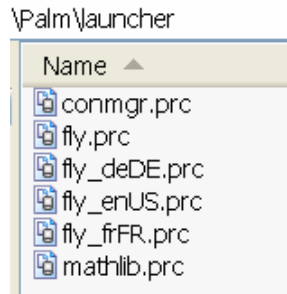 \Palm\launcher
Name
conmgr.prc
fly.prc
fly_deDE.prc
fly_enUS.prc
fly_frFR.prc
mathlib.prc